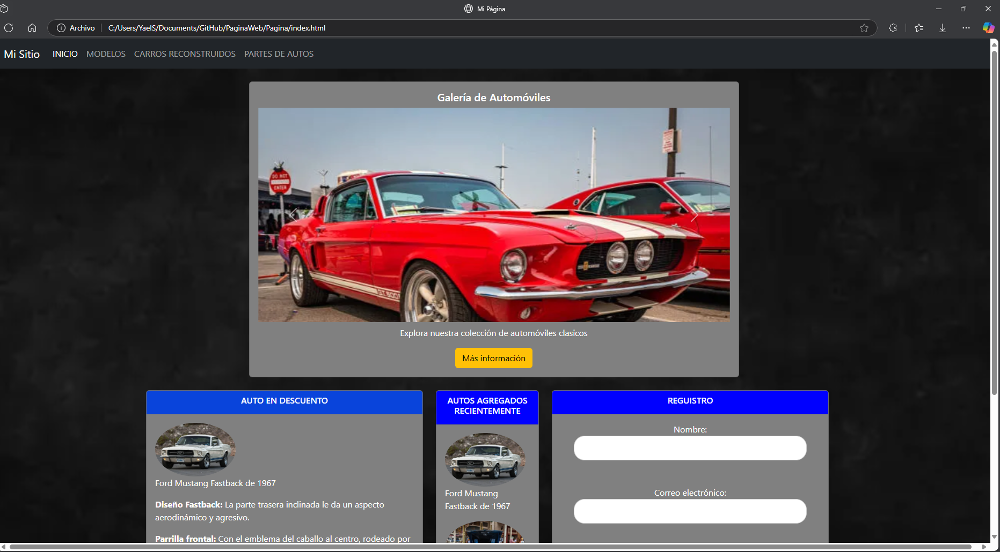 Mi Página
Archivo
C:/Users/YaelS/Documents/GitHub/PaginaWeb/Pagina/index.html
Mi Sitio INICIO MODELOS CARROS RECONSTRUIDOS PARTES DE AUTOS
Galería de Automóviles
DO NOT
ENTER
Explora nuestra colección de automóviles clasicos
Más información
AUTO EN DESCUENTO
Ford Mustang Fastback de 1967
Diseño Fastback: La parte trasera inclinada le da un aspecto
aerodinámico y agresivo.
Parrilla frontal: Con el emblema del caballo al centro, rodeado por
AUTOS AGREGADOS
RECIENTEMENTE
Ford Mustang
Fastback de 1967
REGUISTRO
Nombre:
Correo electrónico: